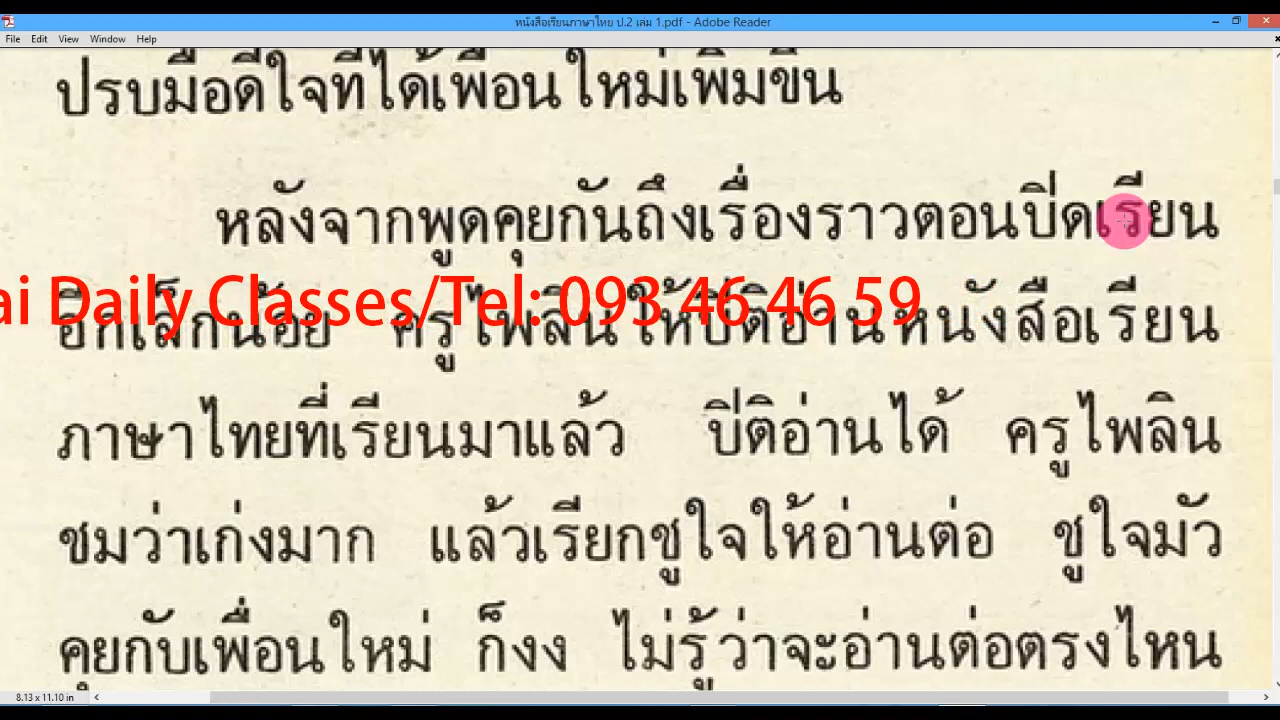 หนังสือเรียนภาษาไทย ป.2 เล่ม 1.pdf - Adobe Reader
File Edit View Window Help
ปรบมือดีใจที่ได้เพื่อนใหม่เพิ่มขึ้น
หลังจากพูดคุยกันถึงเรื่องราวตอนปิดเรียน
อีกเล็กน้อย ครูไพลินให้ปิติอ่านหนังสือเรียน
ai Daily Classes/Tel: 093 46 46 59
ภาษาไทยที่เรียนมาแล้ว ปิติอ่านได้ ครูไพลิน
ชมว่าเก่งมาก แล้วเรียกชูใจให้อ่านต่อ ชูใจมัว
คุยกับเพื่อนใหม่ ก็งง ไม่รู้ว่าจะอ่านต่อตรงไหน
8.13 x 11.10 in